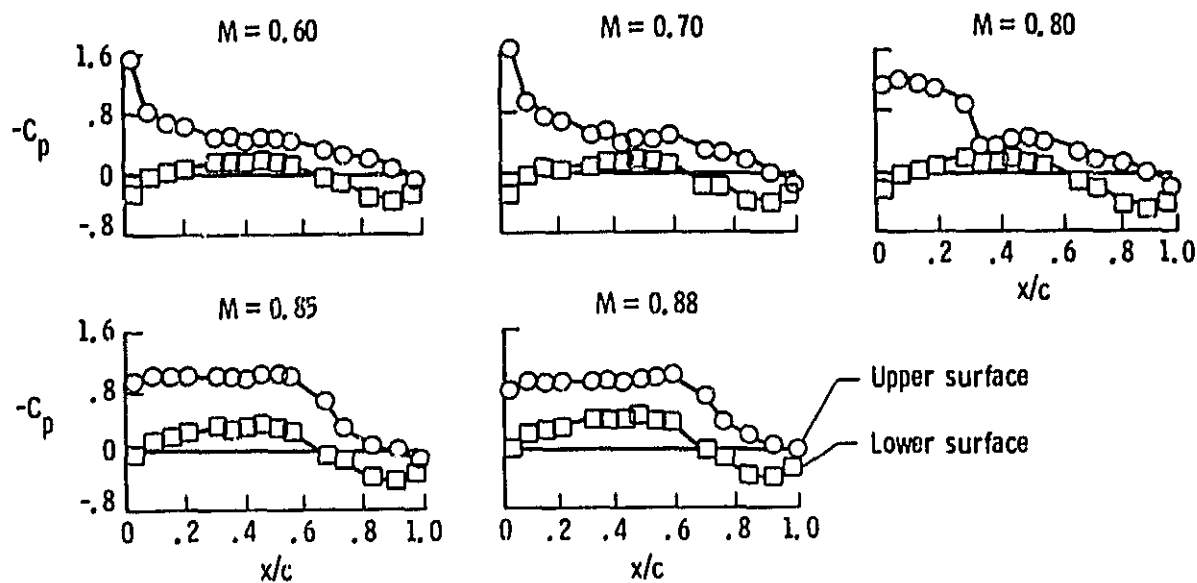 M = 0.60
M = 0.70
M = 0.80
1.6
.8
-Cp
0
-.8
0 .2 .4 .6 .8 1.0
x/c
M = 0.85
M = 0.88
1.6
.8
-Cp
0
-.8
Upper surface
Lower surface
0 .2 .4 .6 .8 1.0
0 .2 .4 .6 .8 1.0
x/c
x/c